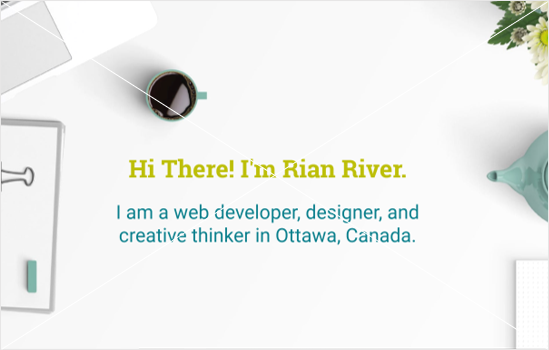 Hi There! I'm Rian River.
I am a web developer, designer, and
creative thinker in Ottawa, Canada.